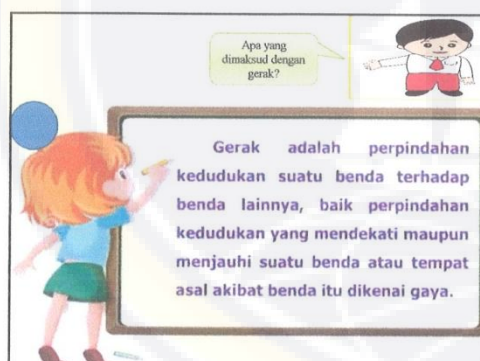 Apa yang
dimaksud dengan
gerak?
Gerak adalah perpindahan
kedudukan suatu benda terhadap
benda lainnya, baik perpindahan
kedudukan yang mendekati maupun
menjauhi suatu benda atau tempat
asal akibat benda itu dikenai gaya.